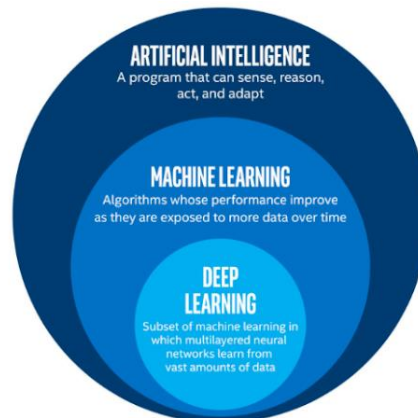 ARTIFICIAL INTELLIGENCE
A program that can sense, reason,
act, and adapt
MACHINE LEARNING
Algorithms whose performance improve
as they are exposed to more data over time
DEEP
LEARNING
Subset of machine learning in
which multilayered neural
networks learn from
vast amounts of data